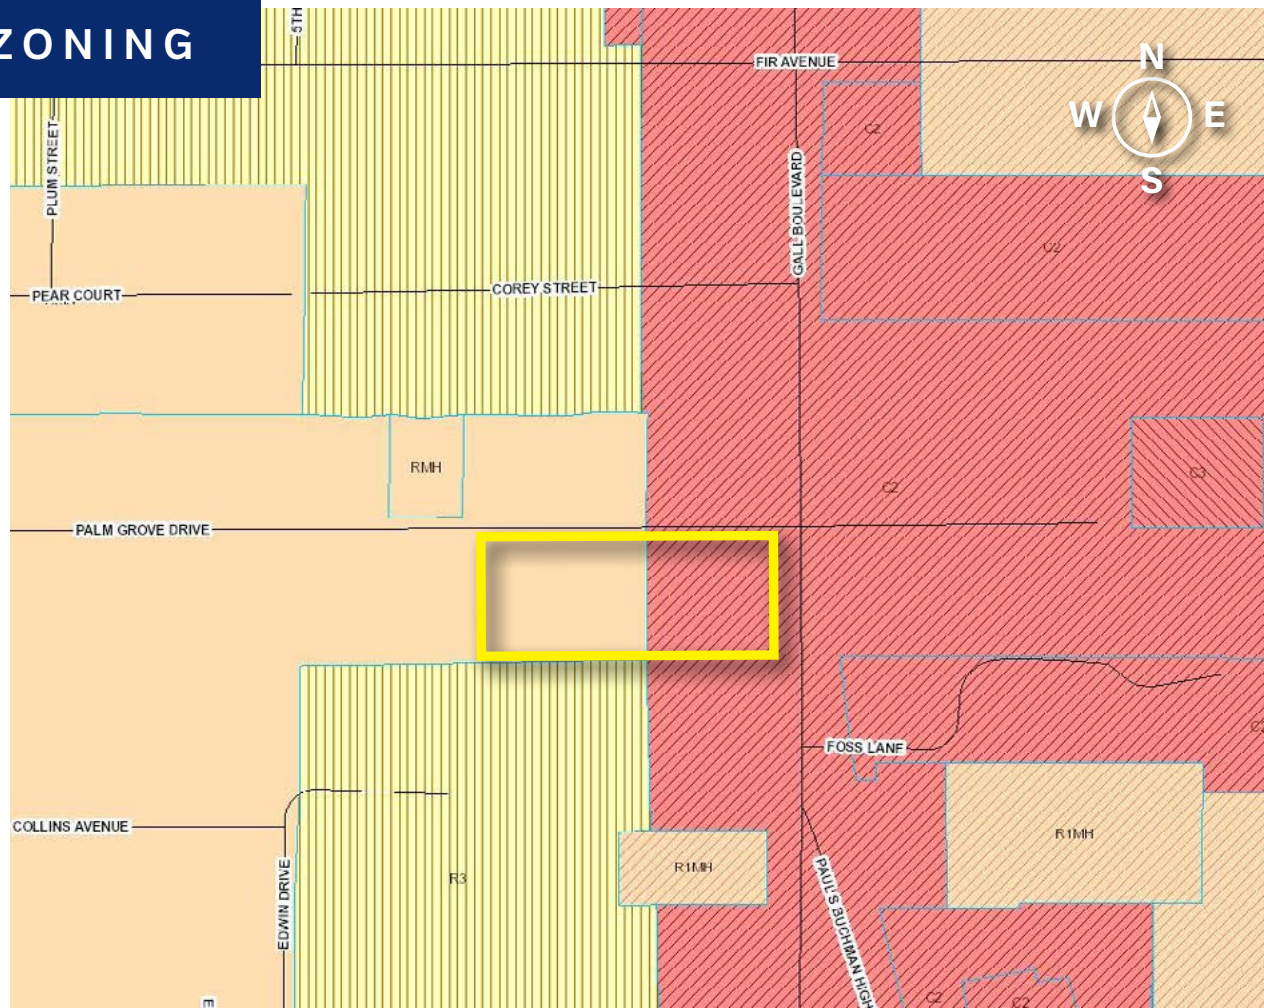 ZONING
5TH
FIR AVENUE
N
W
E
S
C2
PLUM STREET
GALL BOULEVARD
C2
PEAR COURT
COREY STREET
RMH
C2
C3
PALM GROVE DRIVE
FOSS LANE
C2
COLLINS AVENUE
R1MH
R1MH
R3
EDWIN DRIVE
PAUL S BUCHMAN HIGH
C2
C2
E